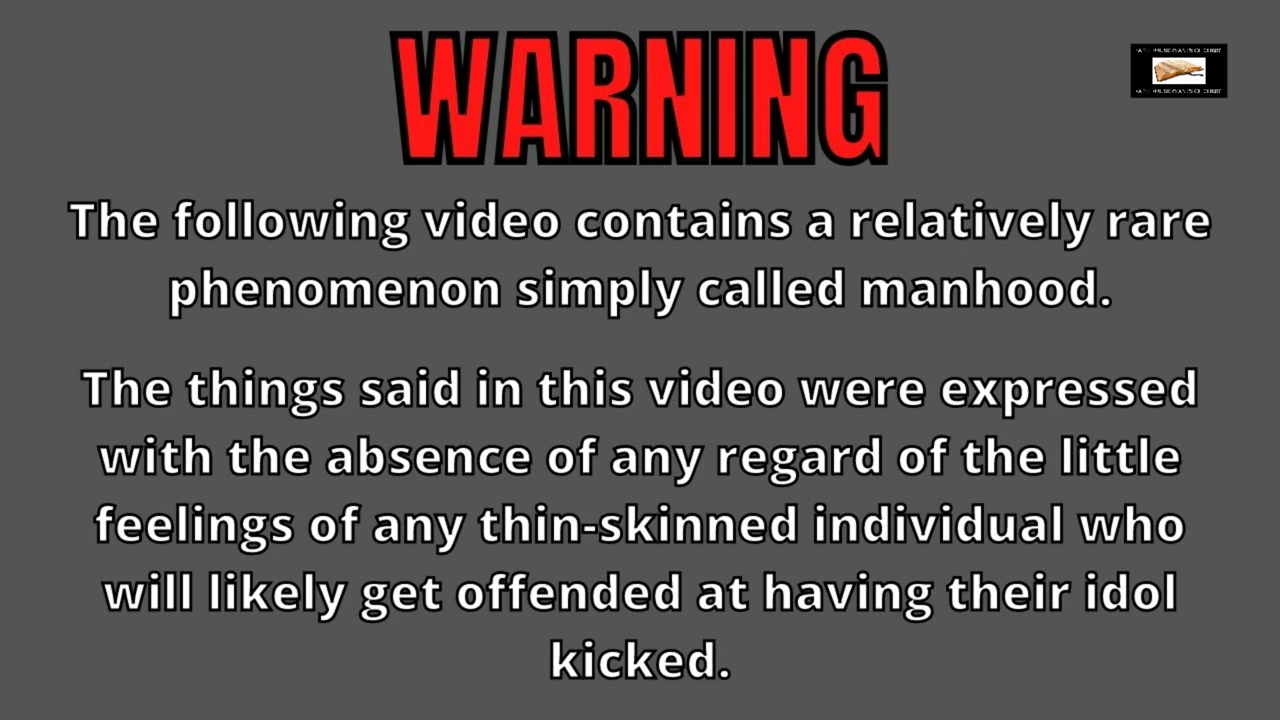 WARNING
The following video contains a relatively rare
phenomenon simply called manhood.
The things said in this video were expressed
with the absence of any regard of the little
feelings of any thin-skinned individual who
will likely get offended at having their idol
kicked.